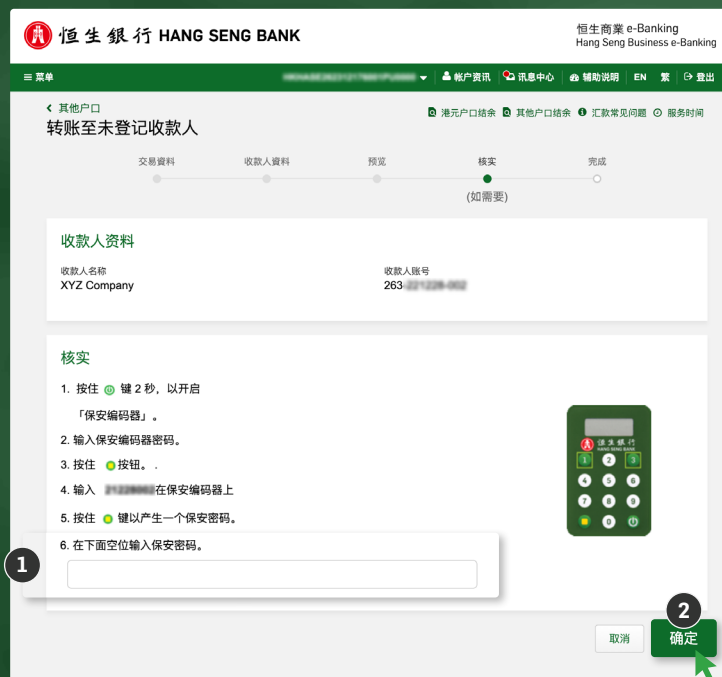 恒生銀行 HANG SENG BANK
恒生商業 e-Banking
Hang Seng Business e-Banking
菜单
帐户资讯
讯息中心
辅助说明
EN
繁
登出
其他户口
港元户口结余
其他户口结余
汇款常见问题
服务时间
转账至未登记收款人
交易資料
收款人資料
预览
核实
完成
(如需要)
收款人资料
收款人名称
收款人账号
XYZ Company
263
核实
1. 按住 键 2 秒，以开启
「保安编码器」。
2. 输入保安编码器密码。
3. 按住 按钮。.
4. 输入 在保安编码器上
5. 按住 键以产生一个保安密码。
6. 在下面空位输入保安密码。
恒生銀行
HANG SENG BANK
1 2 3
4 5 6
7 8 9
0
1
2
取消
确定